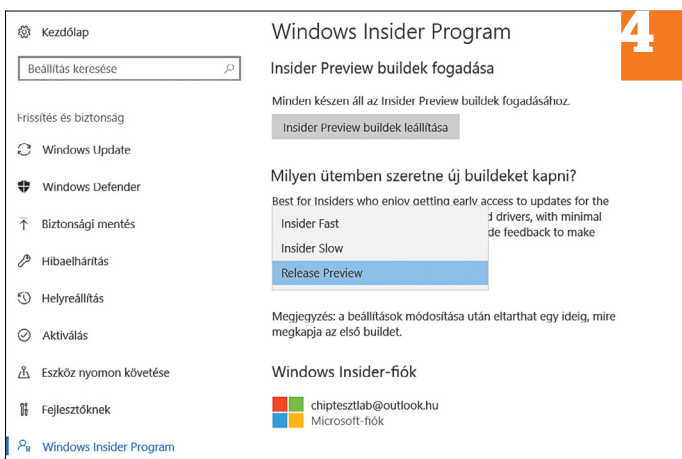 Kezdőlap
Beállítás keresése
Frissítés és biztonság
Windows Update
Windows Defender
Biztonsági mentés
Hibaelhárítás
Helyreállítás
Aktiválás
Eszköz nyomon követése
Fejlesztőknek
Windows Insider Program
Windows Insider Program
4
Insider Preview buildek fogadása
Minden készen áll az Insider Preview buildek fogadásához.
Insider Preview buildek leállítása
Milyen ütemben szeretne új buildeket kapni?
Best for Insiders who enjoy getting early access to updates for the
d drivers, with minimal
de feedback to make
Insider Fast
Insider Slow
Release Preview
Megjegyzés: a beállítások módosítása után eltarthat egy ideig, mire
megkapja az első buildet.
Windows Insider-fiók
chiptesztlab@outlook.hu
Microsoft-fiók